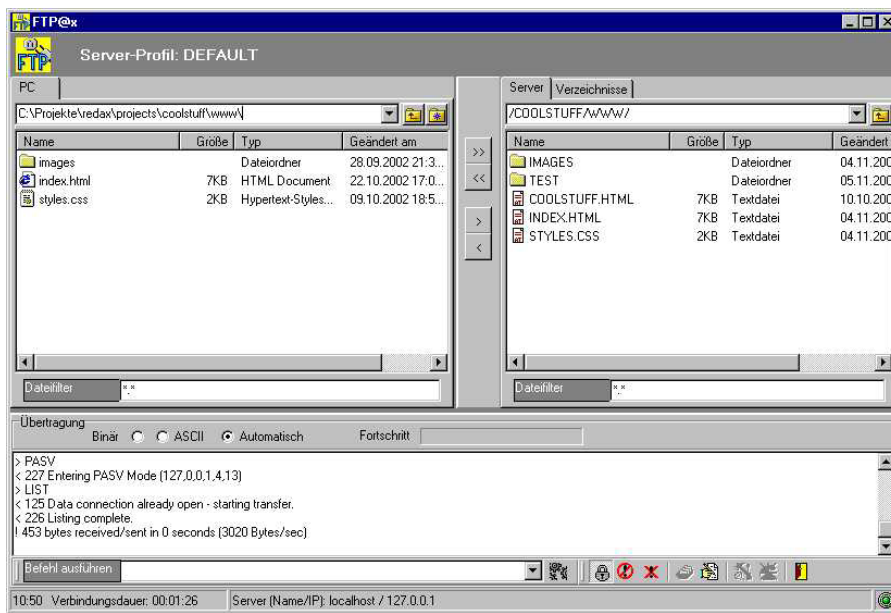 FTP@x
FTP Server-Profil: DEFAULT
PC
C:\Projekte\redax\projects\coolstuff\www\
Name Größe Typ Geändert am
images Dateiordner 28.09.2002 21:3...
index.html 7KB HTML Document 22.10.2002 17:0...
styles.css 2KB Hypertext-Styles... 09.10.2002 18:5...
Dateifilter *.*
>>
<<
>
<
Server Verzeichnisse
/COOLSTUFF/WWW/
Name Größe Typ Geändert
IMAGES Dateiordner 04.11.200
TEST Dateiordner 05.11.200
COOLSTUFF.HTML 7KB Textdatei 10.10.200
INDEX.HTML 7KB Textdatei 04.11.200
STYLES.CSS 2KB Textdatei 04.11.200
Dateifilter *.*
Übertragung
Binär ASCII Automatisch Fortschritt
> PASV
< 227 Entering PASV Mode (127,0,0,1,4,13)
> LIST
< 125 Data connection already open - starting transfer.
< 226 Listing complete.
! 453 bytes received/sent in 0 seconds (3020 Bytes/sec)
Befehl ausführen
10:50 Verbindungsdauer: 00:01:26 Server (Name/IP): localhost / 127.0.0.1